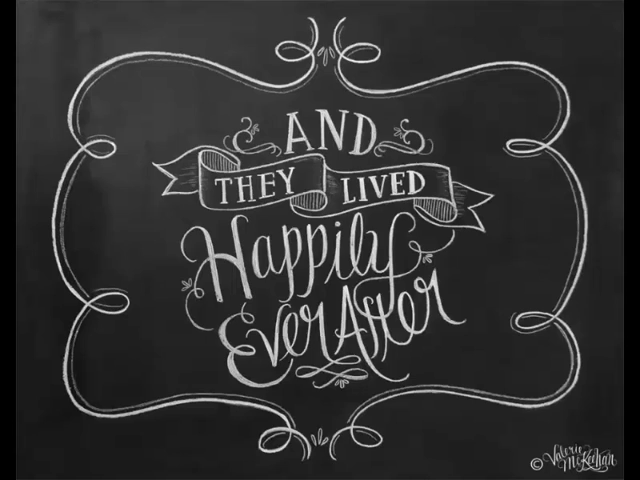 AND
THEY LIVED
Happily
Ever After
© Valerie McKeehan